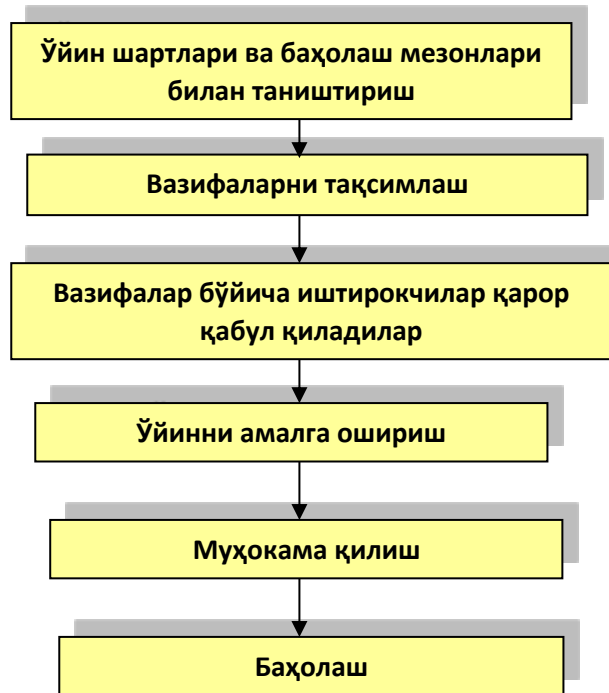 Ўйин шартлари ва баҳолаш мезонлари
билан таништириш
Вазифаларни тақсимлаш
Вазифалар бўйича иштирокчилар қарор
қабул қиладилар
Ўйинни амалга ошириш
Муҳокама қилиш
Баҳолаш